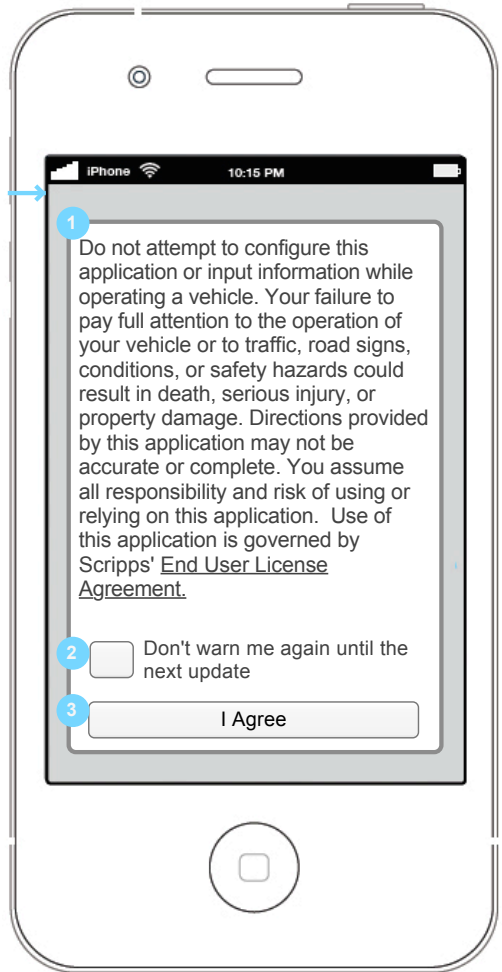 iPhone 10:15 PM
1
Do not attempt to configure this
application or input information while
operating a vehicle. Your failure to
pay full attention to the operation of
your vehicle or to traffic, road signs,
conditions, or safety hazards could
result in death, serious injury, or
property damage. Directions provided
by this application may not be
accurate or complete. You assume
all responsibility and risk of using or
relying on this application.  Use of
this application is governed by
Scripps' End User License
Agreement.
2
Don't warn me again until the
next update
3
I Agree